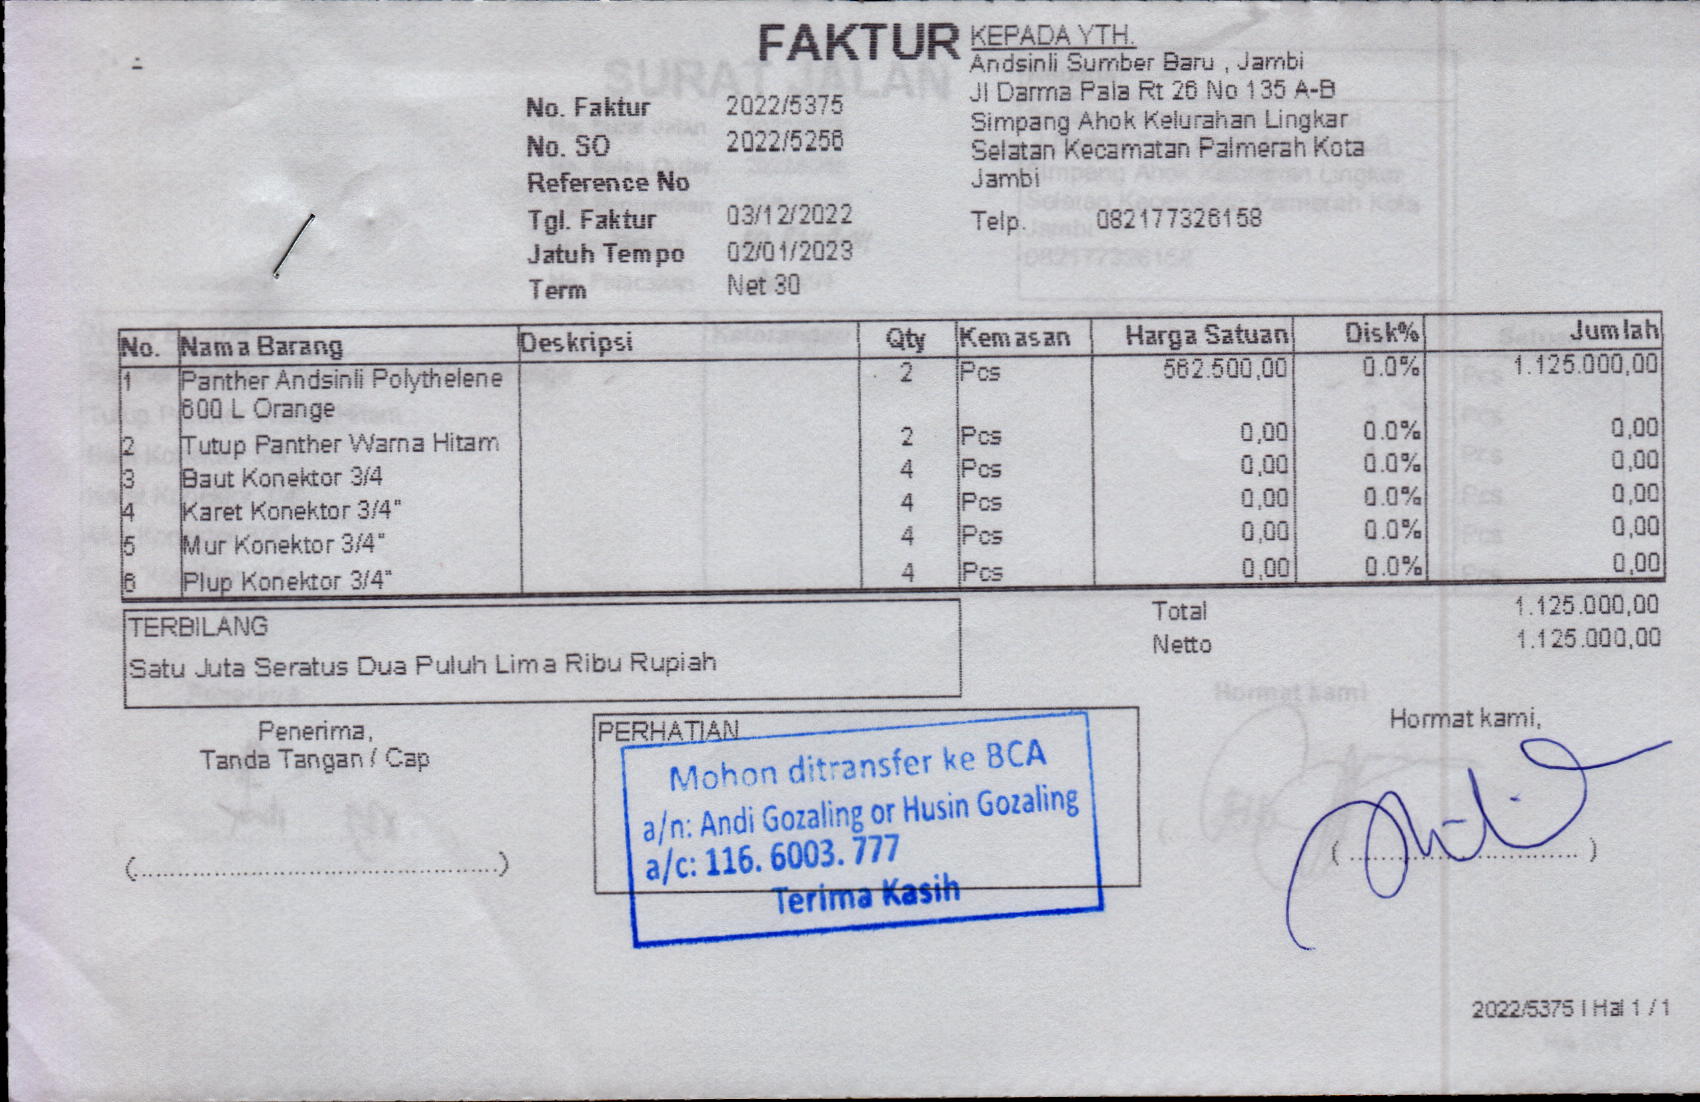 FAKTUR
KEPADA YTH.
Andsinli Sumber Baru , Jambi
Jl Darma Pala Rt 26 No 135 A-B
Simpang Ahok Kelurahan Lingkar
Selatan Kecamatan Palmerah Kota
Jambi
Telp. 082177326158
No. Faktur 2022/5375
No. SO 2022/5256
Reference No
Tgl. Faktur 03/12/2022
Jatuh Tempo 02/01/2023
Term Net 30
No. Nama Barang Deskripsi Qty Kemasan Harga Satuan Disk% Jumlah
1 Panther Andsinli Polythelene 2 Pcs 562.500,00 0.0% 1.125.000,00
600 L Orange
2 Tutup Panther Warna Hitam 2 Pcs 0,00 0.0% 0,00
3 Baut Konektor 3/4 4 Pcs 0,00 0.0% 0,00
4 Karet Konektor 3/4" 4 Pcs 0,00 0.0% 0,00
5 Mur Konektor 3/4" 4 Pcs 0,00 0.0% 0,00
6 Plup Konektor 3/4" 4 Pcs 0,00 0.0% 0,00
Total 1.125.000,00
Netto 1.125.000,00
TERBILANG
Satu Juta Seratus Dua Puluh Lima Ribu Rupiah
Penerima,
Tanda Tangan / Cap
(................................................)
PERHATIAN
Mohon ditransfer ke BCA
a/n: Andi Gozaling or Husin Gozaling
a/c: 116. 6003. 777
Terima Kasih
Hormat kami,
( .............................. )
2022/5375 I Hal 1 / 1